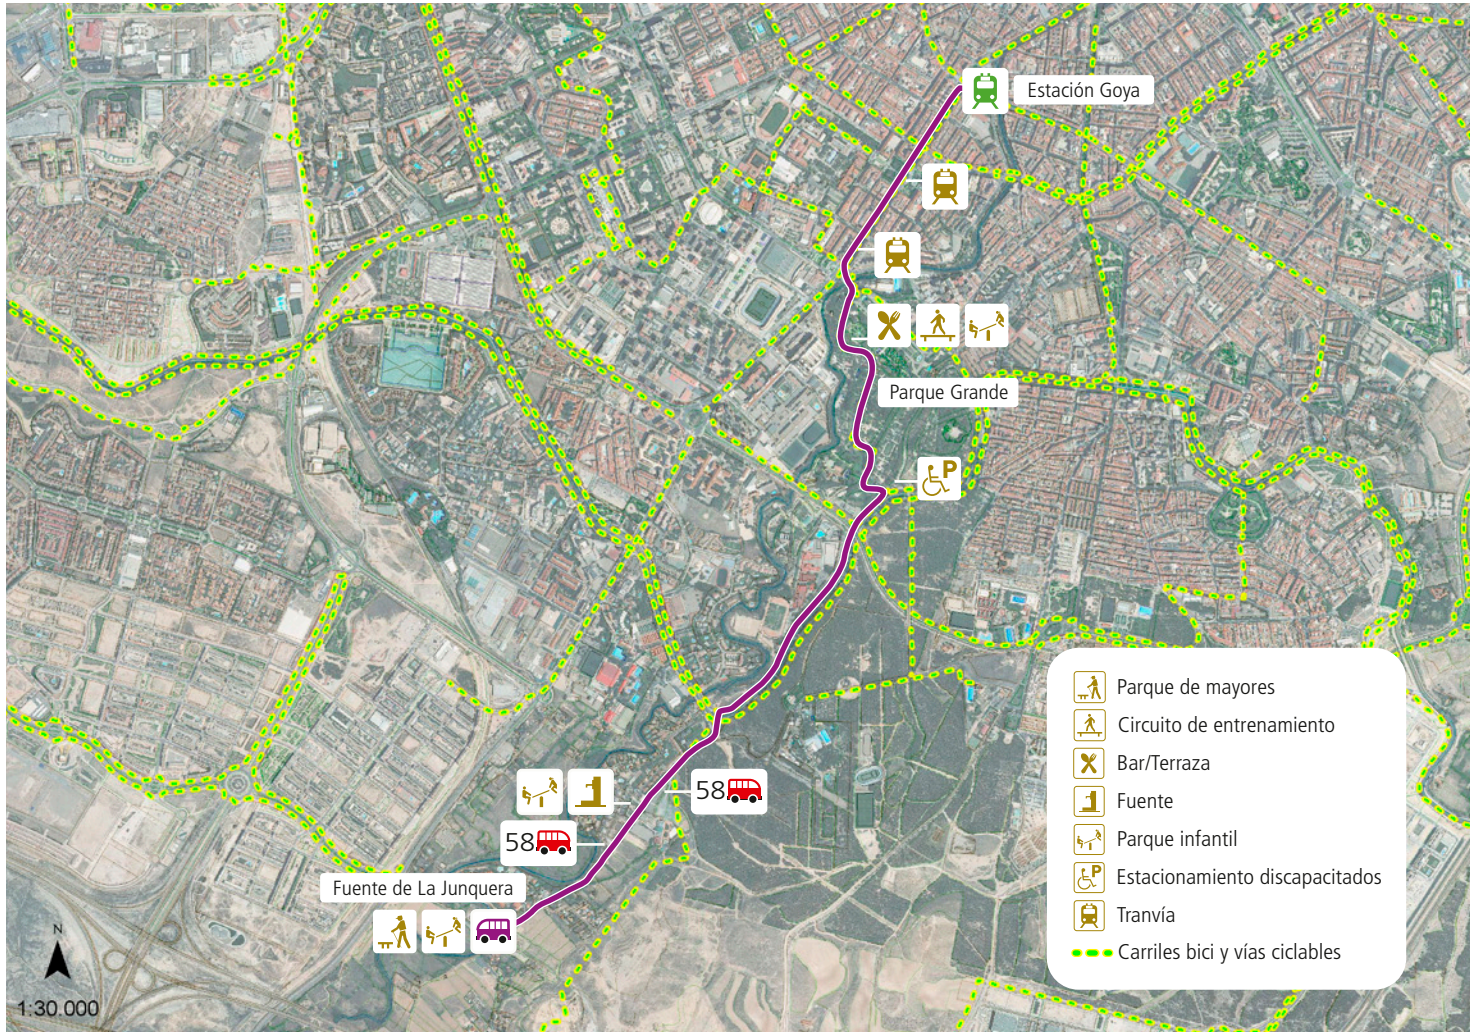 Estación Goya
Parque Grande
P
58
58
Fuente de La Junquera
N
1:30.000
Parque de mayores
Circuito de entrenamiento
Bar/Terraza
Fuente
Parque infantil
P
Estacionamiento discapacitados
Tranvía
Carriles bici y vías ciclables